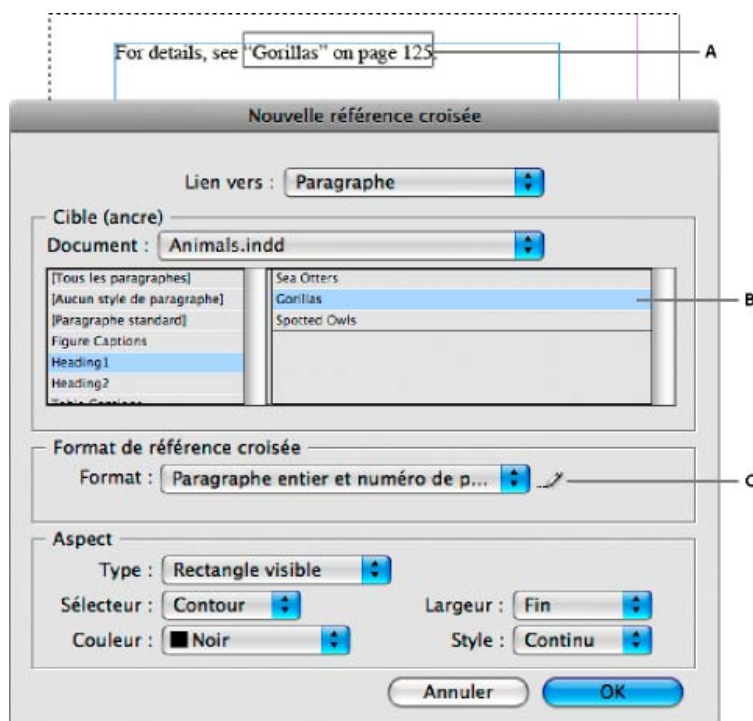 For details, see “Gorillas” on page 125.
A
Nouvelle référence croisée
Lien vers : Paragraphe
Cible (ancre)
Document : Animals.indd
[Tous les paragraphes]
Sea Otters
[Aucun style de paragraphe]
Gorillas
B
[Paragraphe standard]
Spotted Owls
Figure Captions
Heading1
Heading2
Table Captions
Format de référence croisée
Format : Paragraphe entier et numéro de p...
C
Aspect
Type : Rectangle visible
Sélecteur : Contour
Largeur : Fin
Couleur : Noir
Style : Continu
Annuler
OK